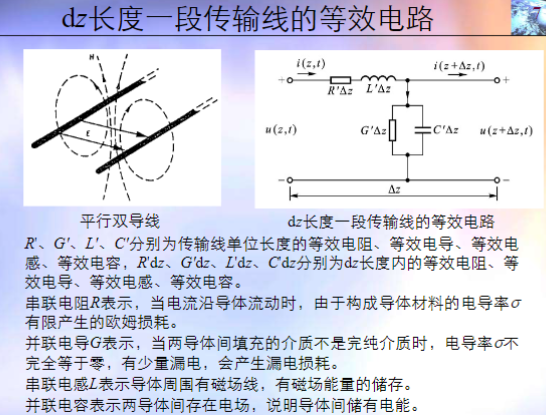 dz长度一段传输线的等效电路
H
E
i(z,t)
i(z+Δz,t)
+
+
R'Δz
L'Δz
u(z,t)
G'Δz
C'Δz
u(z+Δz,t)
−
−
Δz
平行双导线
dz长度一段传输线的等效电路
R'、G'、L'、C'分别为传输线单位长度的等效电阻、等效电导、等效电
感、等效电容，R'dz、G'dz、L'dz、C'dz分别为dz长度内的等效电阻、等
效电导、等效电感、等效电容。
串联电阻R表示，当电流沿导体流动时，由于构成导体材料的电导率σ
有限产生的欧姆损耗。
并联电导G表示，当两导体间填充的介质不是完纯介质时，电导率σ不
完全等于零，有少量漏电，会产生漏电损耗。
串联电感L表示导体周围有磁场线，有磁场能量的储存。
并联电容表示两导体间存在电场，说明导体间储有电能。